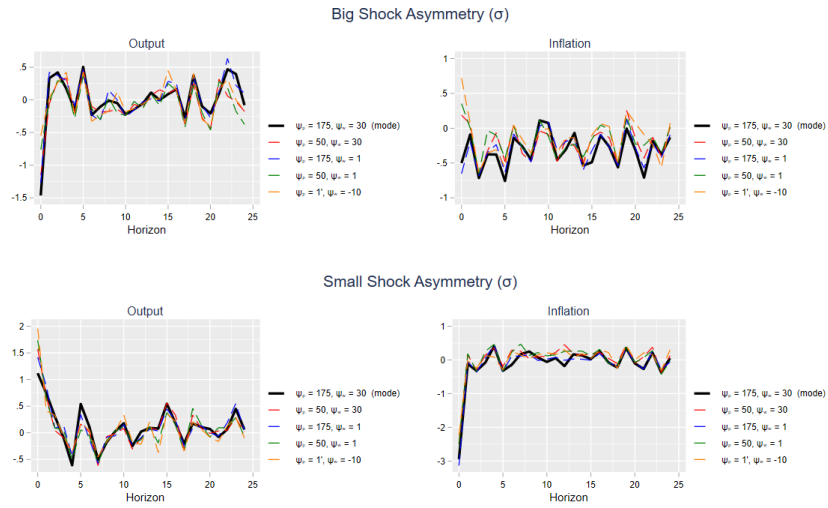 Big Shock Asymmetry (σ)
Output
.5
0
-.5
-1
-1.5
0 5 10 15 20 25
Horizon
ψₚ = 175, ψₓ = 30 (mode)
ψₚ = 50, ψₓ = 30
ψₚ = 175, ψₓ = 1
ψₚ = 50, ψₓ = 1
ψₚ = 1', ψₓ = -10
Inflation
1
.5
0
-.5
-1
0 5 10 15 20 25
Horizon
ψₚ = 175, ψₓ = 30 (mode)
ψₚ = 50, ψₓ = 30
ψₚ = 175, ψₓ = 1
ψₚ = 50, ψₓ = 1
ψₚ = 1', ψₓ = -10
Small Shock Asymmetry (σ)
Output
2
1.5
1
.5
0
-.5
0 5 10 15 20 25
Horizon
ψₚ = 175, ψₓ = 30 (mode)
ψₚ = 50, ψₓ = 30
ψₚ = 175, ψₓ = 1
ψₚ = 50, ψₓ = 1
ψₚ = 1', ψₓ = -10
Inflation
1
0
-1
-2
-3
0 5 10 15 20 25
Horizon
ψₚ = 175, ψₓ = 30 (mode)
ψₚ = 50, ψₓ = 30
ψₚ = 175, ψₓ = 1
ψₚ = 50, ψₓ = 1
ψₚ = 1', ψₓ = -10